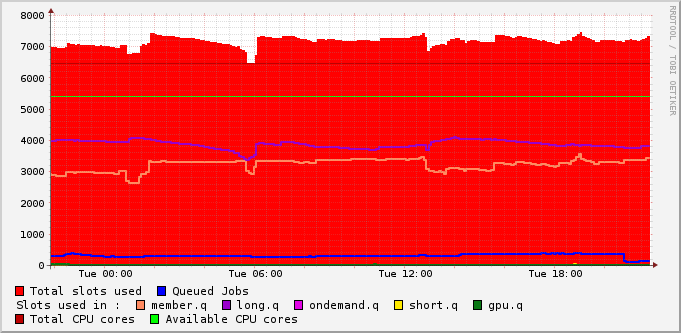 8000
7000
6000
5000
4000
3000
2000
1000
0
Tue 00:00 Tue 06:00 Tue 12:00 Tue 18:00
Total slots used Queued Jobs
Slots used in : member.q long.q ondemand.q short.q gpu.q
Total CPU cores Available CPU cores
RRDTOOL / TOBI OETIKER